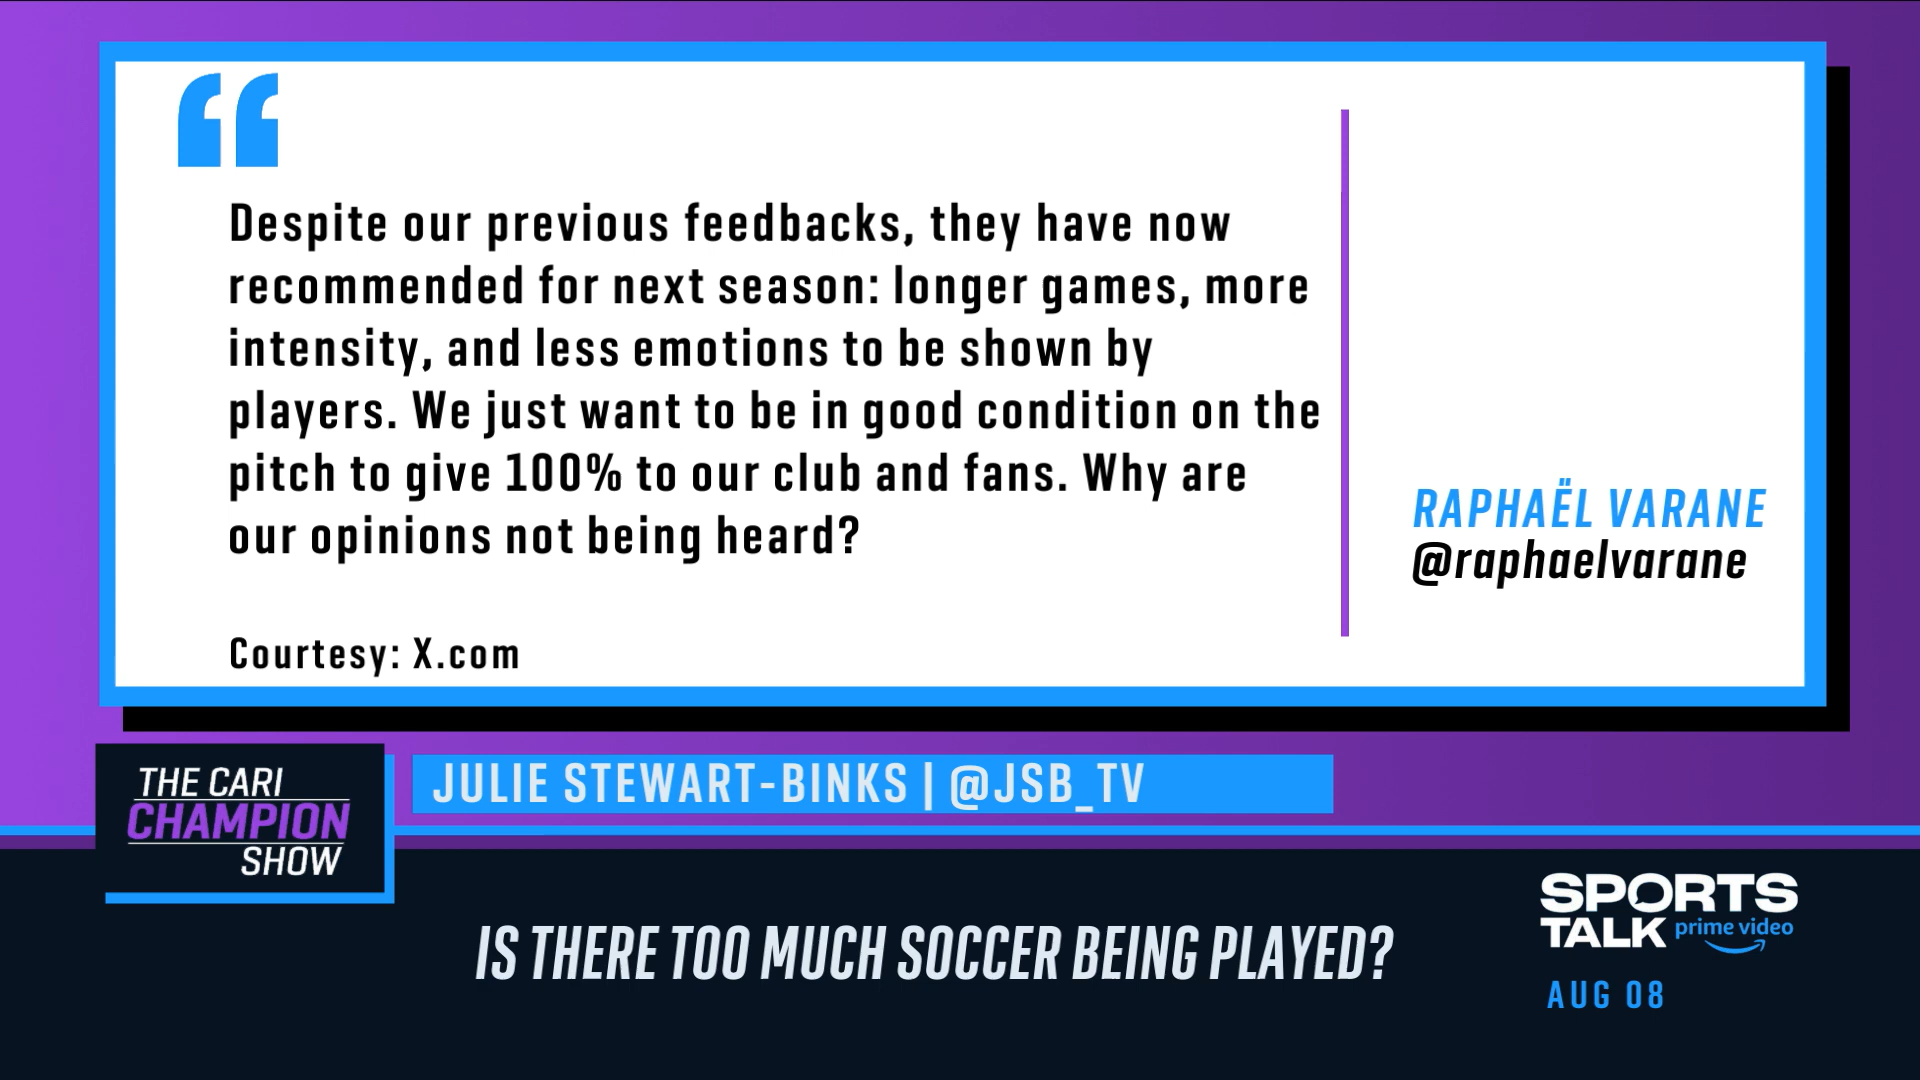 Despite our previous feedbacks, they have now
recommended for next season: longer games, more
intensity, and less emotions to be shown by
players. We just want to be in good condition on the
pitch to give 100% to our club and fans. Why are
our opinions not being heard?
Courtesy: X.com
RAPHAËL VARANE
@raphaelvarane
THE CARI
CHAMPION
SHOW
JULIE STEWART-BINKS | @JSB_TV
IS THERE TOO MUCH SOCCER BEING PLAYED?
SPORTS
TALK prime video
AUG 08